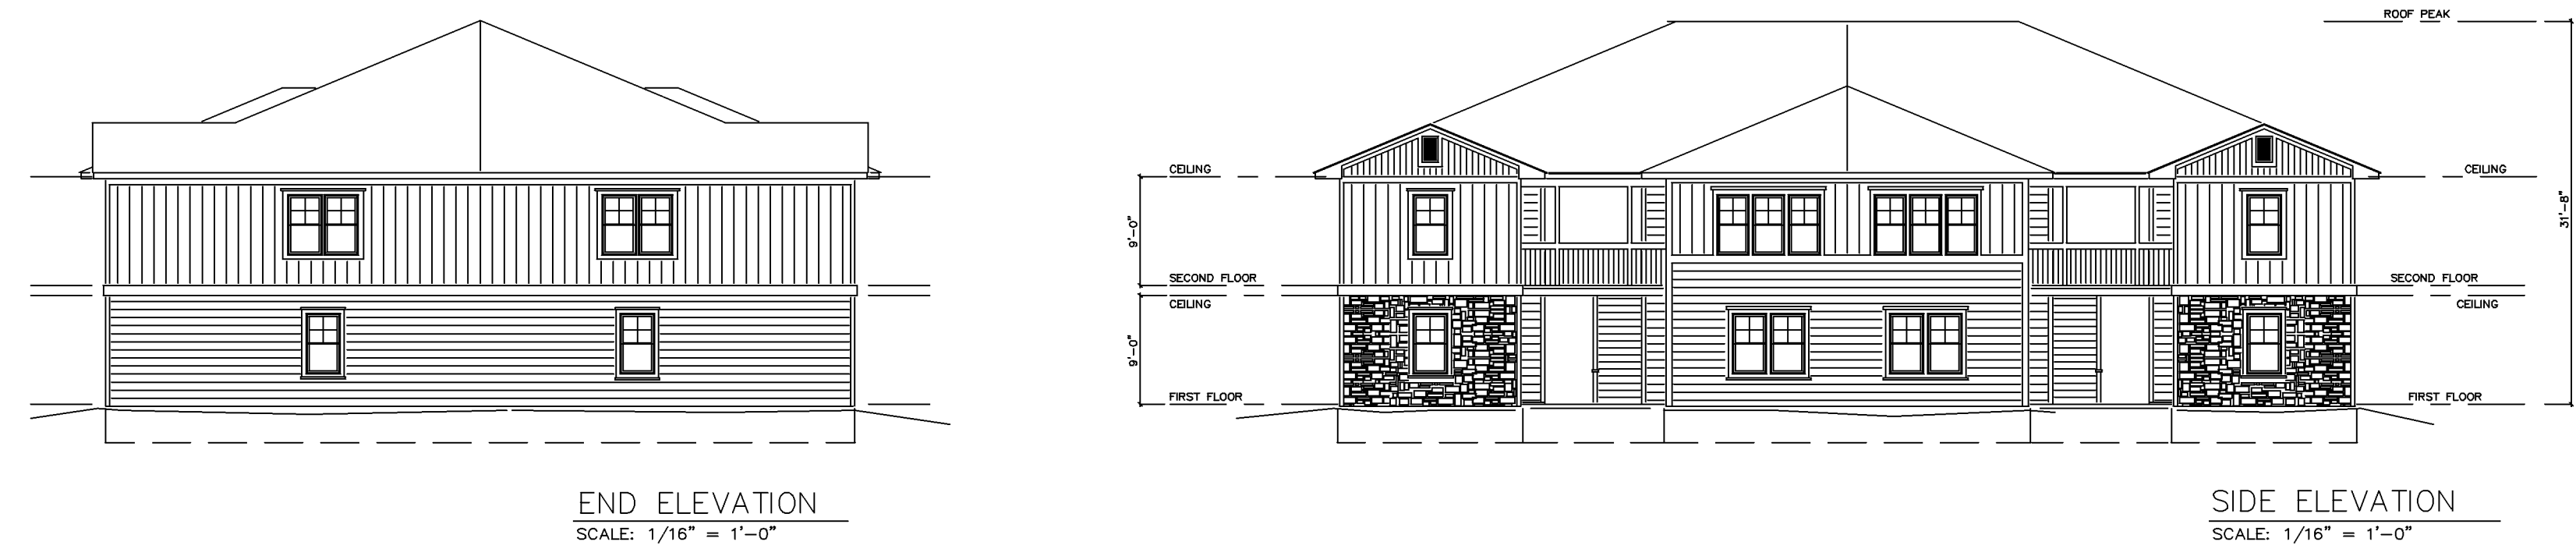 ROOF PEAK
CEILING
CEILING
9'-0"
31'-8"
SECOND FLOOR
SECOND FLOOR
CEILING
CEILING
9'-0"
FIRST FLOOR
FIRST FLOOR
END ELEVATION
SCALE: 1/16" = 1'-0"
SIDE ELEVATION
SCALE: 1/16" = 1'-0"